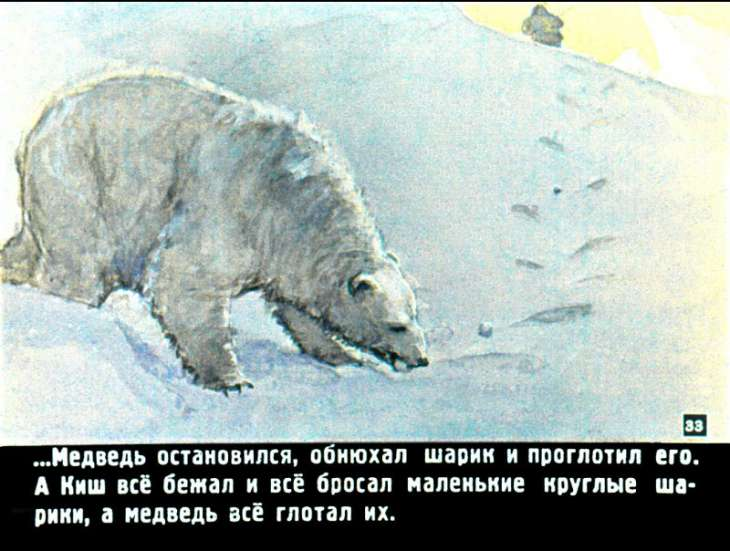 33
...Медведь остановился, обнюхал шарик и проглотил его.
А Киш всё бежал и всё бросал маленькие круглые ша-
рики, а медведь всё глотал их.